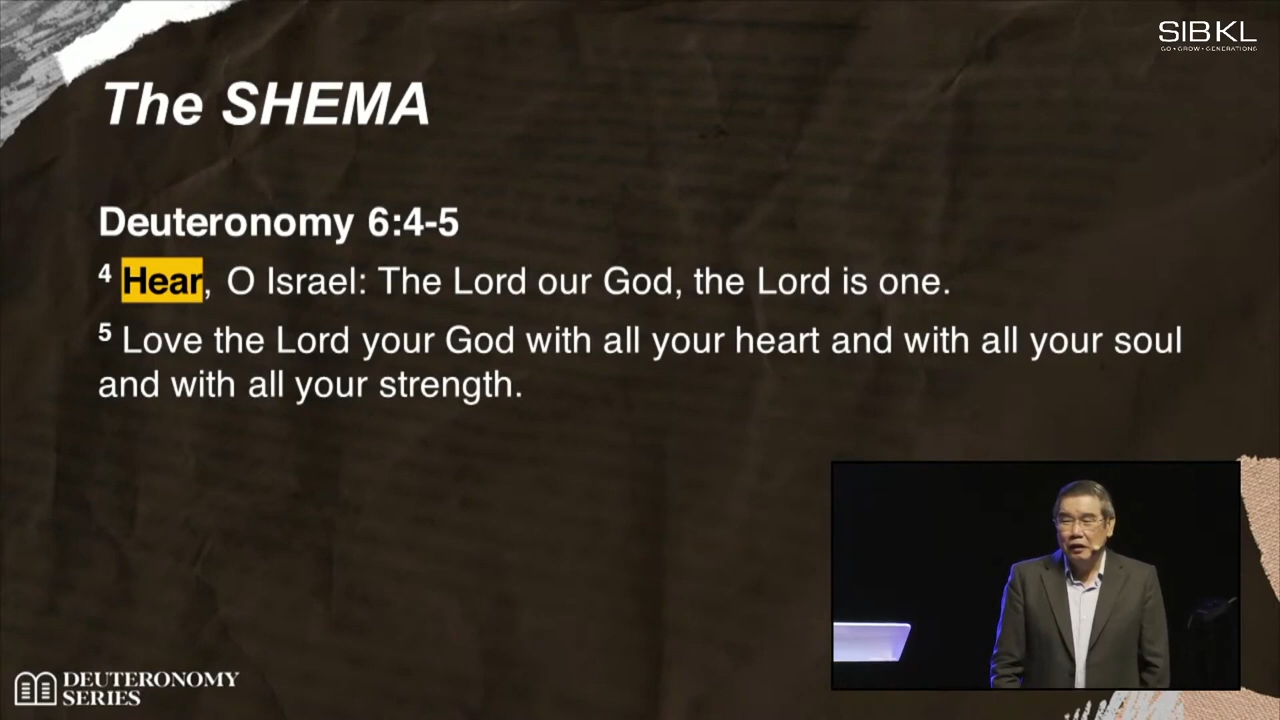 SIBKL
GO • GROW • GENERATIONS
The SHEMA
Deuteronomy 6:4-5
4 Hear, O Israel: The Lord our God, the Lord is one.
5 Love the Lord your God with all your heart and with all your soul
and with all your strength.
DEUTERONOMY
SERIES